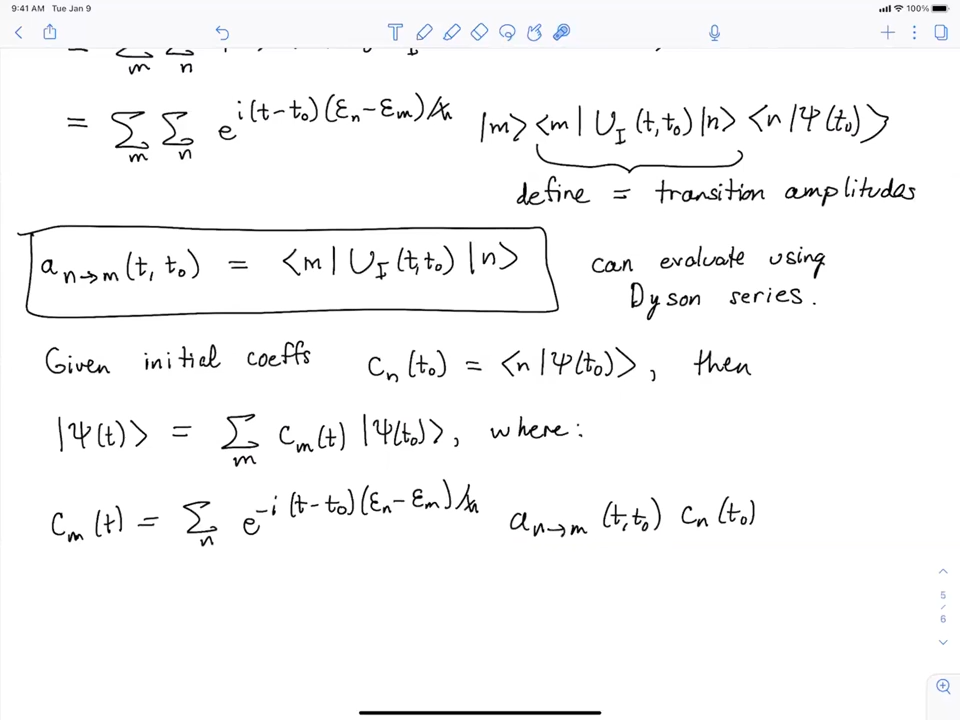 9:41 AM Tue Jan 9 100%
= Σ_m Σ_n
= Σ_m Σ_n e^{i(t-t₀)(ε_n-ε_m)/ħ} |m> <m|U_I(t,t₀)|n> <n|Ψ(t₀)>
define = transition amplitudes
a_{n→m}(t, t₀) = <m|U_I(t,t₀)|n> can evaluate using
Dyson series.
Given initial coeffs c_n(t₀) = <n|Ψ(t₀)>, then
|Ψ(t)> = Σ_m c_m(t) |Ψ(t₀)>, where:
c_m(t) = Σ_n e^{-i(t-t₀)(ε_n-ε_m)/ħ} a_{n→m}(t,t₀) c_n(t₀)
5
/
6